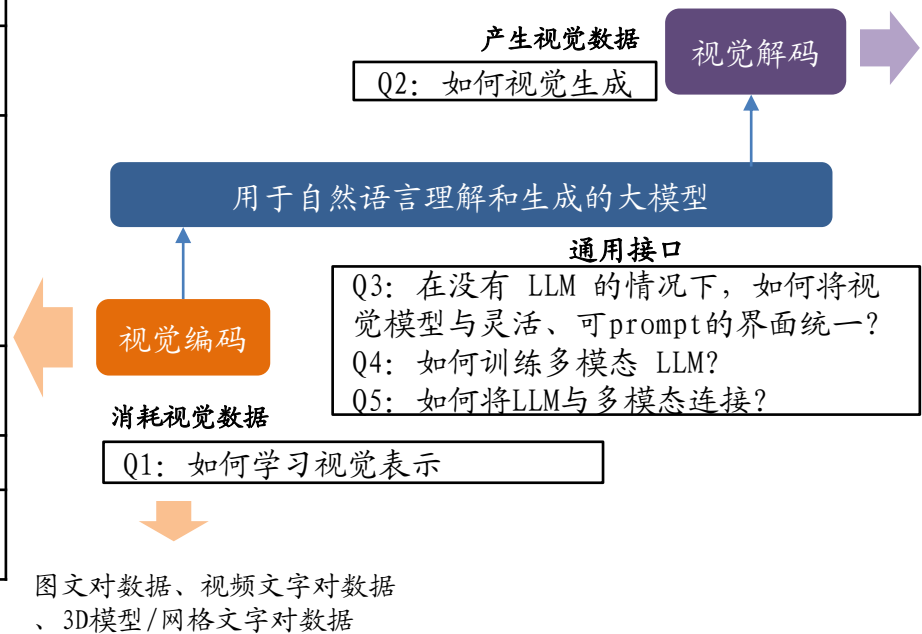 产生视觉数据
视觉解码
Q2: 如何视觉生成
用于自然语言理解和生成的大模型
通用接口
Q3: 在没有 LLM 的情况下, 如何将视
觉模型与灵活、可prompt的界面统一?
Q4: 如何训练多模态 LLM?
Q5: 如何将LLM与多模态连接?
视觉编码
消耗视觉数据
Q1: 如何学习视觉表示
图文对数据、视频文字对数据
、3D模型/网格文字对数据